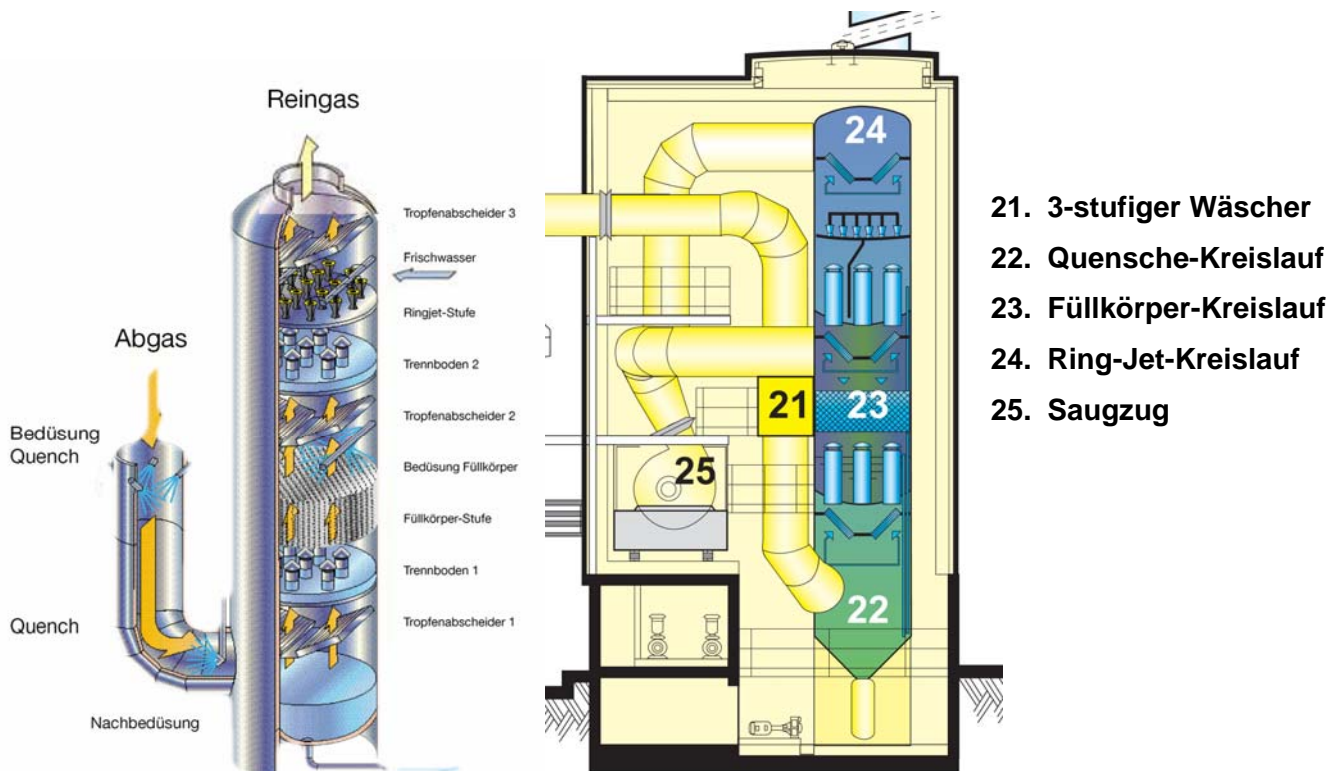 Reingas
Abgas
Bedüsung
Quench
Quench
Nachbedüsung
Tropfenabscheider 3
Frischwasser
Ringjet-Stufe
Trennboden 2
Tropfenabscheider 2
Bedüsung Füllkörper
Füllkörper-Stufe
Trennboden 1
Tropfenabscheider 1
24
21
23
25
22
21. 3-stufiger Wäscher
22. Quensche-Kreislauf
23. Füllkörper-Kreislauf
24. Ring-Jet-Kreislauf
25. Saugzug